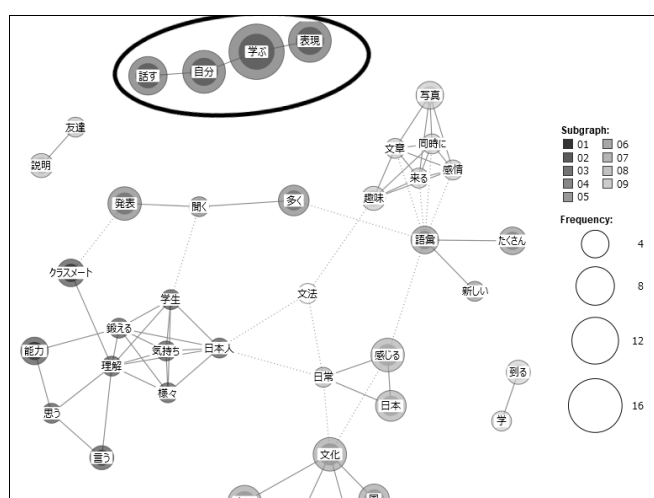 表現
学ぶ
自分
話す
写真
友達
説明
文章
同時に
感情
来る
趣味
発表
聞く
多く
語彙
たくさん
クラスメート
学生
文法
新しい
鍛える
能力
気持ち
日本人
理解
感じる
日常
様々
日本
思う
言う
到る
学
文化
Subgraph:
01 06
02 07
03 08
04 09
05
Frequency:
4
8
12
16